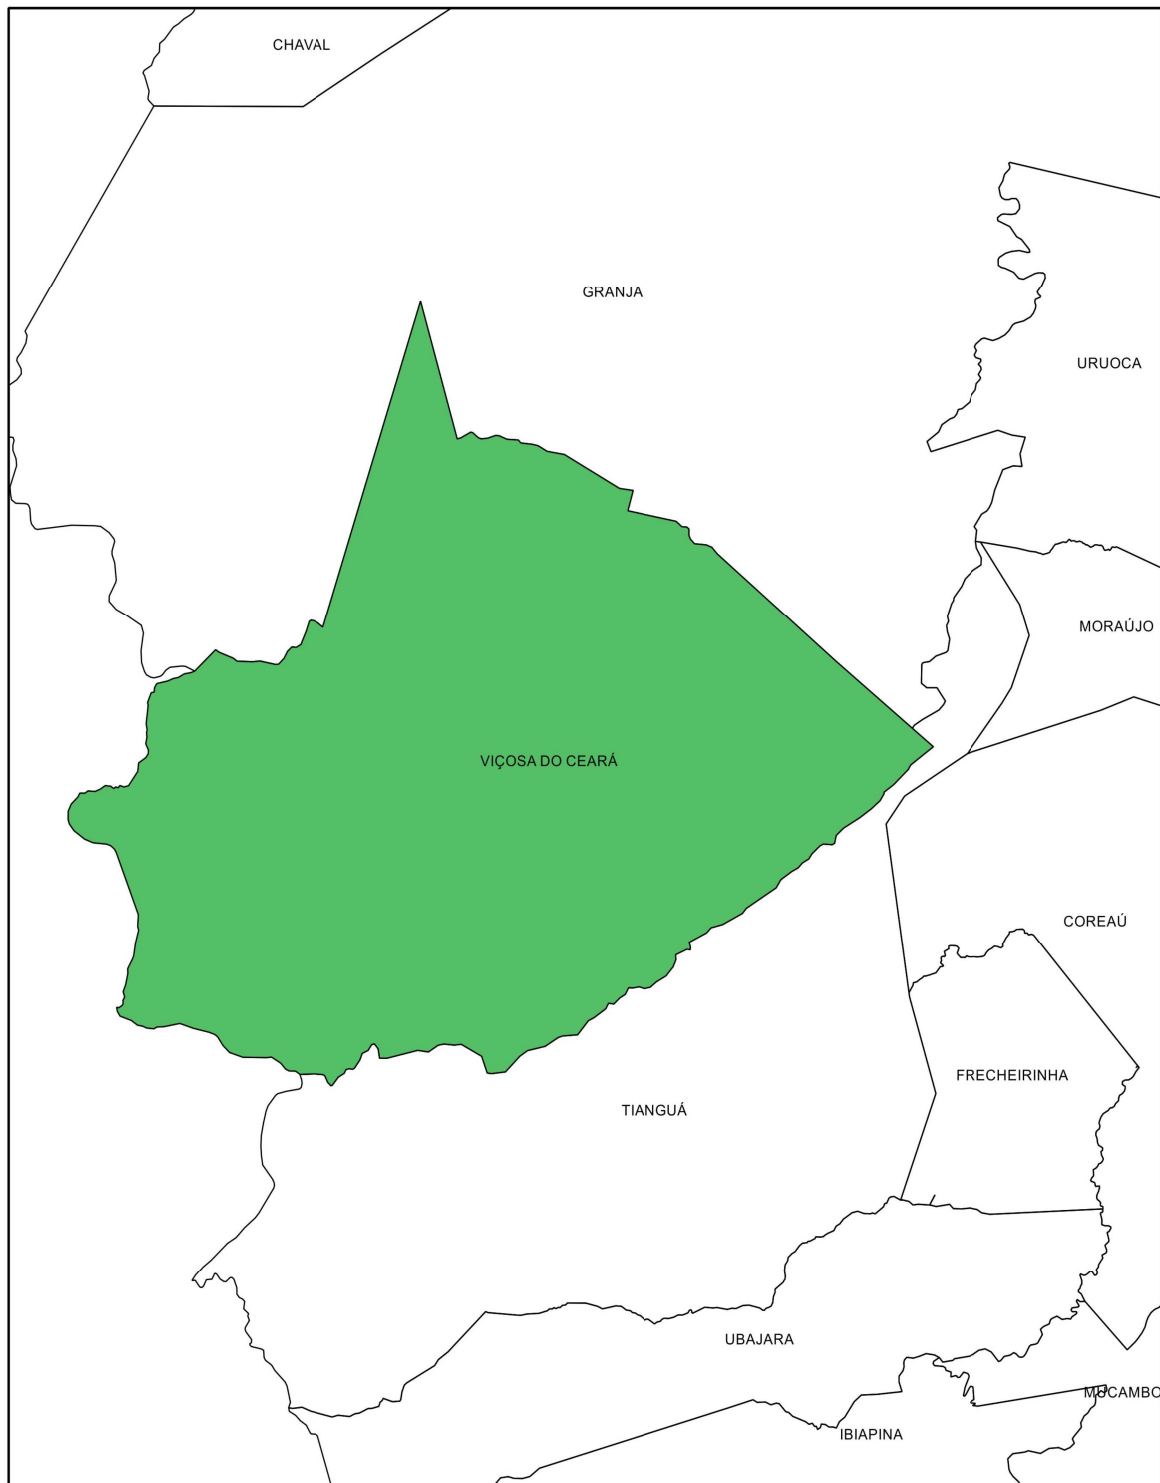 CHAVAL
GRANJA
URUOCA
MORAÚJO
VIÇOSA DO CEARÁ
COREAÚ
FRECHEIRINHA
TIANGUÁ
UBAJARA
MUCAMBO
IBIAPINA